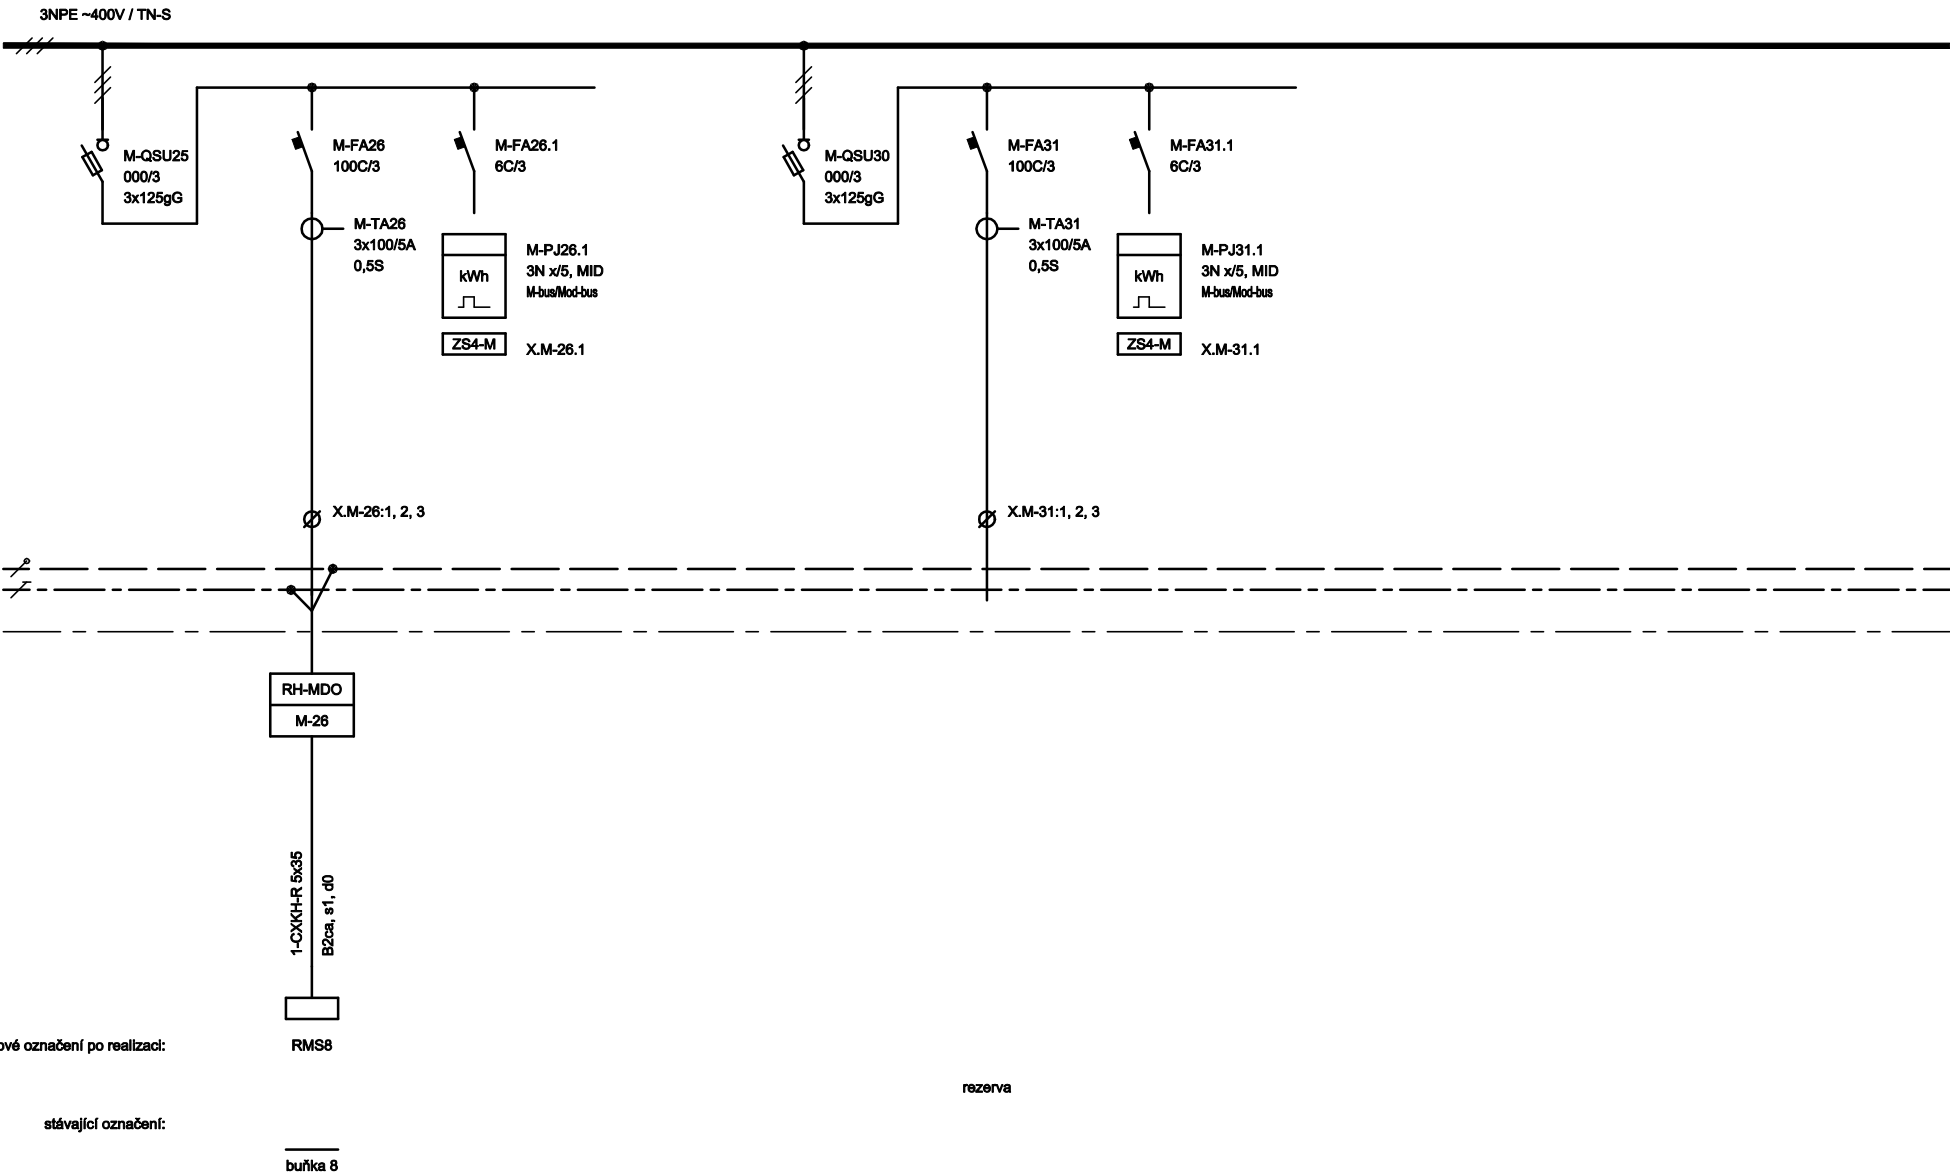 3NPE ~400V / TN-S
M-QSU25
000/3
3x125gG
M-FA26
100C/3
M-FA26.1
6C/3
M-TA26
3x100/5A
0,5S
kWh
M-PJ26.1
3N x/5, MID
M-bus/Mod-bus
ZS4-M
X.M-26.1
X.M-26:1, 2, 3
M-QSU30
000/3
3x125gG
M-FA31
100C/3
M-FA31.1
6C/3
M-TA31
3x100/5A
0,5S
kWh
M-PJ31.1
3N x/5, MID
M-bus/Mod-bus
ZS4-M
X.M-31.1
X.M-31:1, 2, 3
RH-MDO
M-26
1-CXKH-R 5x35
B2ca, s1, d0
ové označení po realizaci:
RMS8
rezerva
stávající označení:
buňka 8